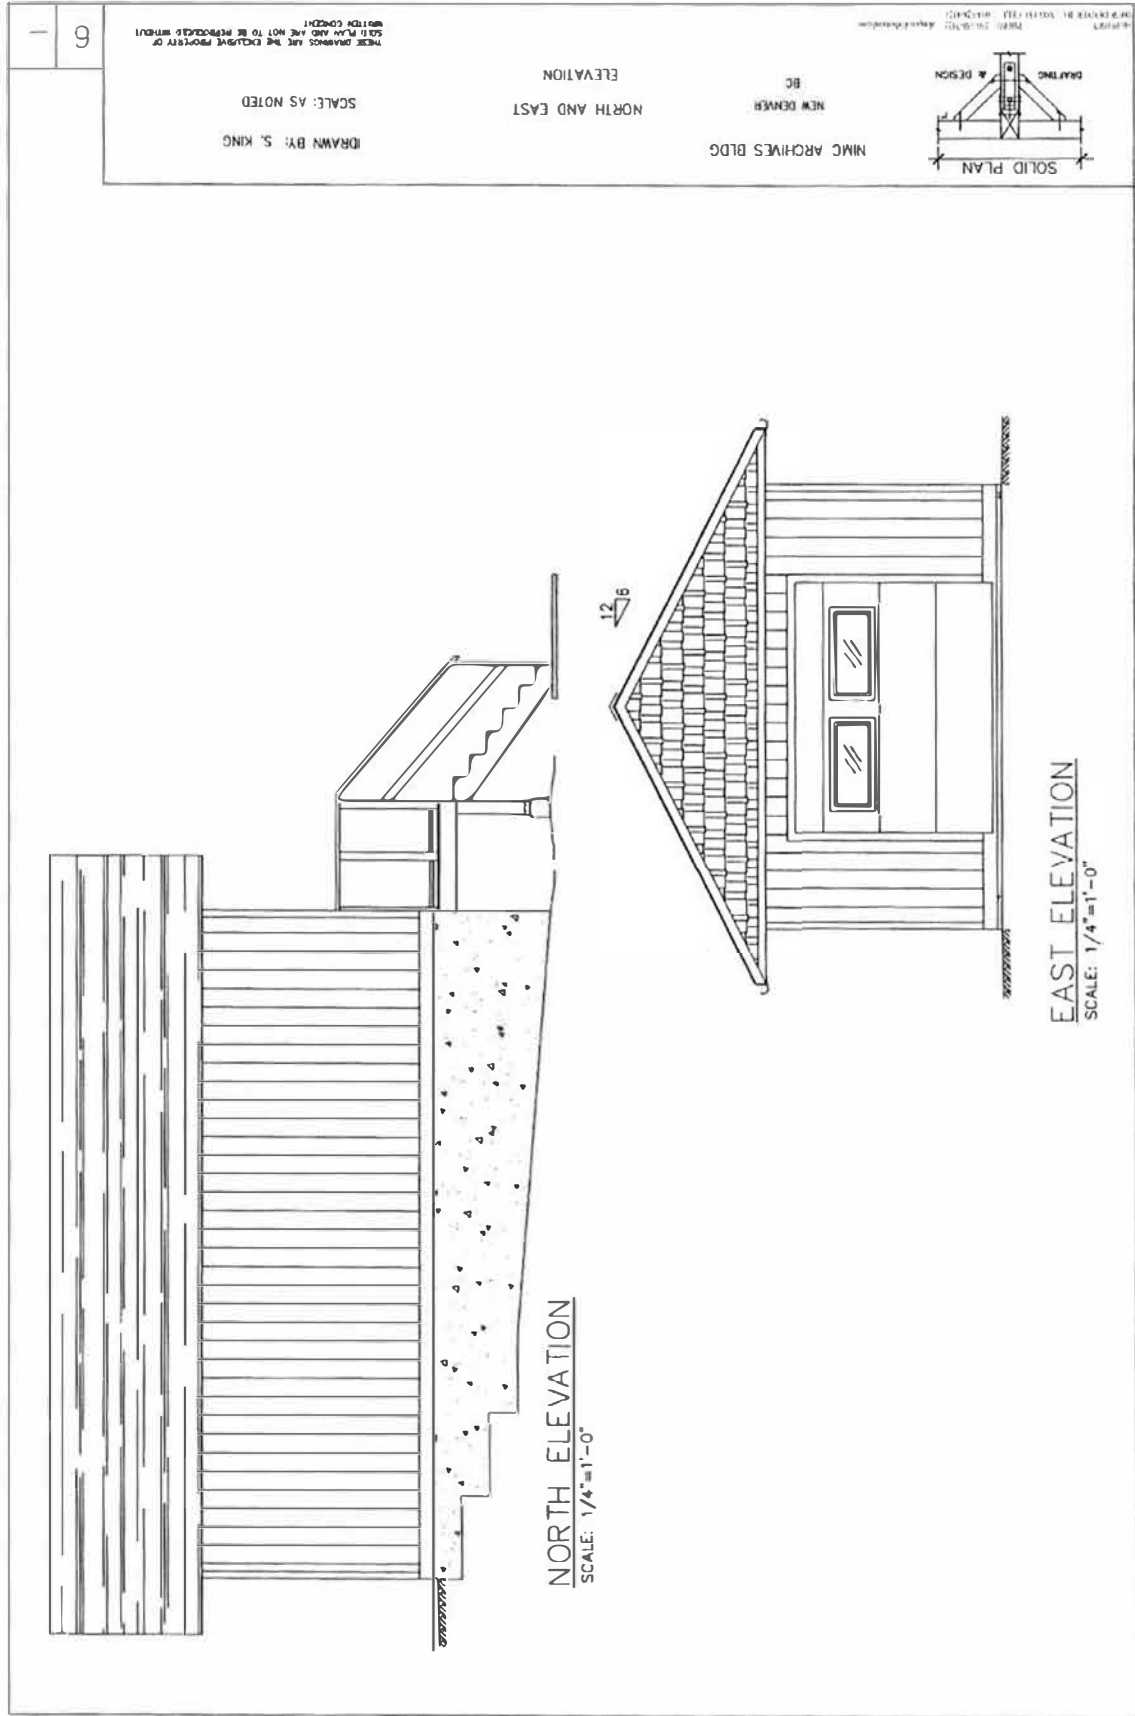 NORTH ELEVATION
SCALE: 1/4"=1'-0"
12
6
EAST ELEVATION
SCALE: 1/4"=1'-0"
SOLID PLAN
DRAFTING & DESIGN
NIMC ARCHIVES BLDG
NEW DENVER
BC
NORTH AND EAST
ELEVATION
DRAWN BY: S. KING
SCALE: AS NOTED
THESE DRAWINGS ARE THE EXCLUSIVE PROPERTY OF
SOLID PLAN AND ARE NOT TO BE REPRODUCED WITHOUT
WRITTEN CONCENT
6
-